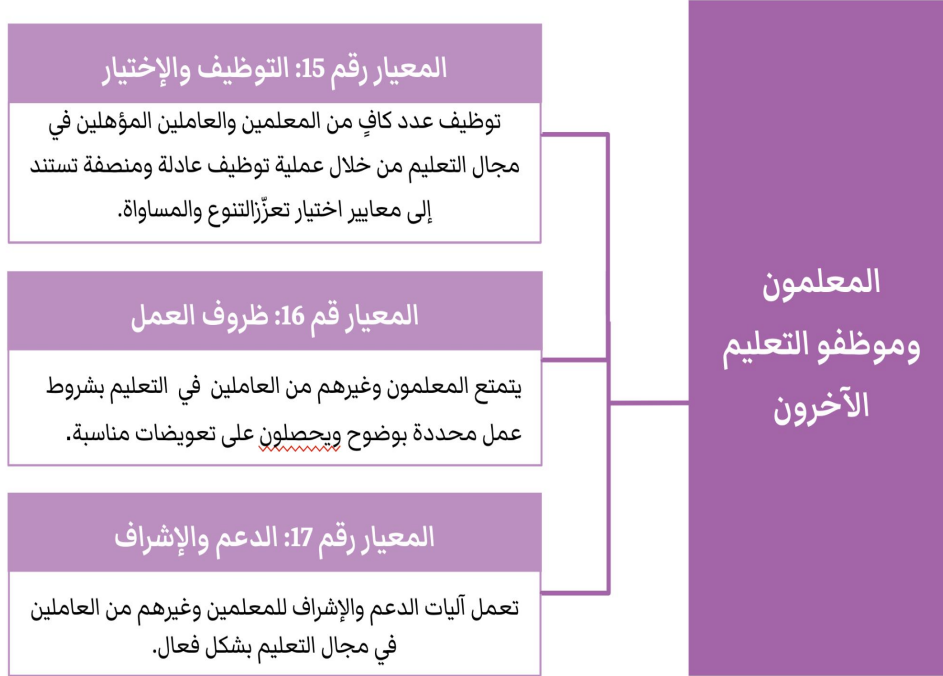 المعلمون
وموظفو التعليم
الآخرون
المعيار رقم 15: التوظيف والإختيار
توظيف عدد كافٍ من المعلمين والعاملين المؤهلين في
مجال التعليم من خلال عملية توظيف عادلة ومنصفة تستند
إلى معايير اختيار تعزّزالتنوع والمساواة.
المعيار قم 16: ظروف العمل
يتمتع المعلمون وغيرهم من العاملين في التعليم بشروط
عمل محددة بوضوح ويحصلون على تعويضات مناسبة.
المعيار رقم 17: الدعم والإشراف
تعمل آليات الدعم والإشراف للمعلمين وغيرهم من العاملين
في مجال التعليم بشكل فعال.